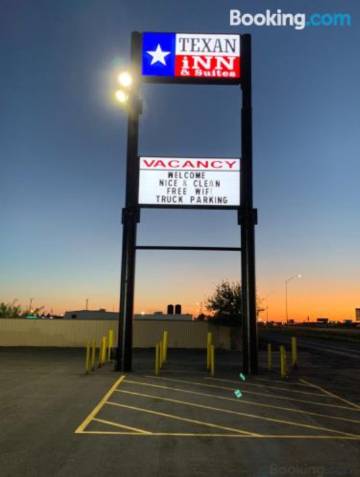 Booking.com
TEXAN
iNN
& Suites
VACANCY
WELCOME
NICE & CLEAN
FREE WIFI
TRUCK PARKING
Booking.com